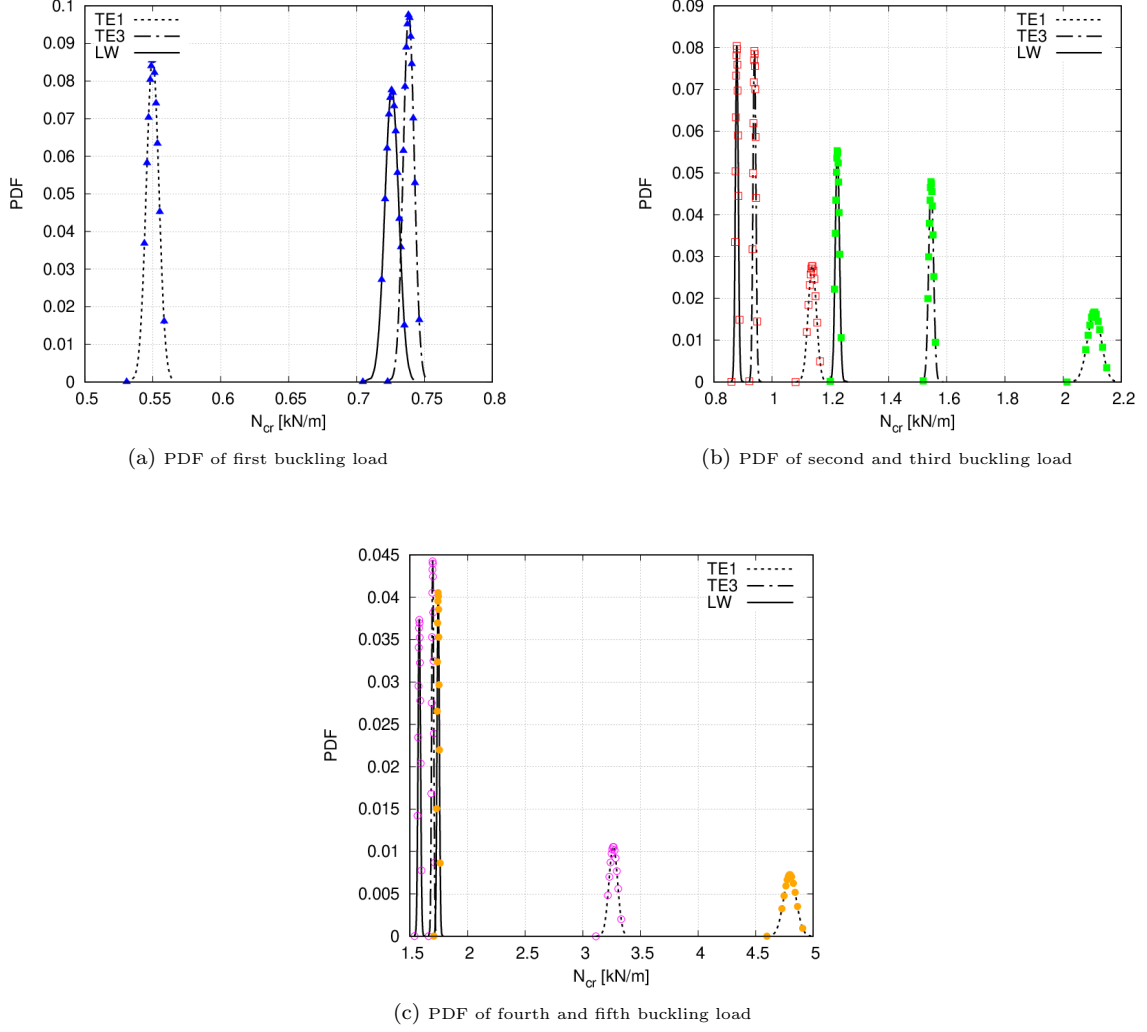 0.1
0.09
0.08
0.07
0.06
0.05
0.04
0.03
0.02
0.01
0
PDF
TE1
TE3
LW
0.5 0.55 0.6 0.65 0.7 0.75 0.8
N_cr [kN/m]
(a) PDF of first buckling load
0.09
0.08
0.07
0.06
0.05
0.04
0.03
0.02
0.01
0
PDF
TE1
TE3
LW
0.8 1 1.2 1.4 1.6 1.8 2 2.2
N_cr [kN/m]
(b) PDF of second and third buckling load
0.045
0.04
0.035
0.03
0.025
0.02
0.015
0.01
0.005
0
PDF
TE1
TE3
LW
1.5 2 2.5 3 3.5 4 4.5 5
N_cr [kN/m]
(c) PDF of fourth and fifth buckling load